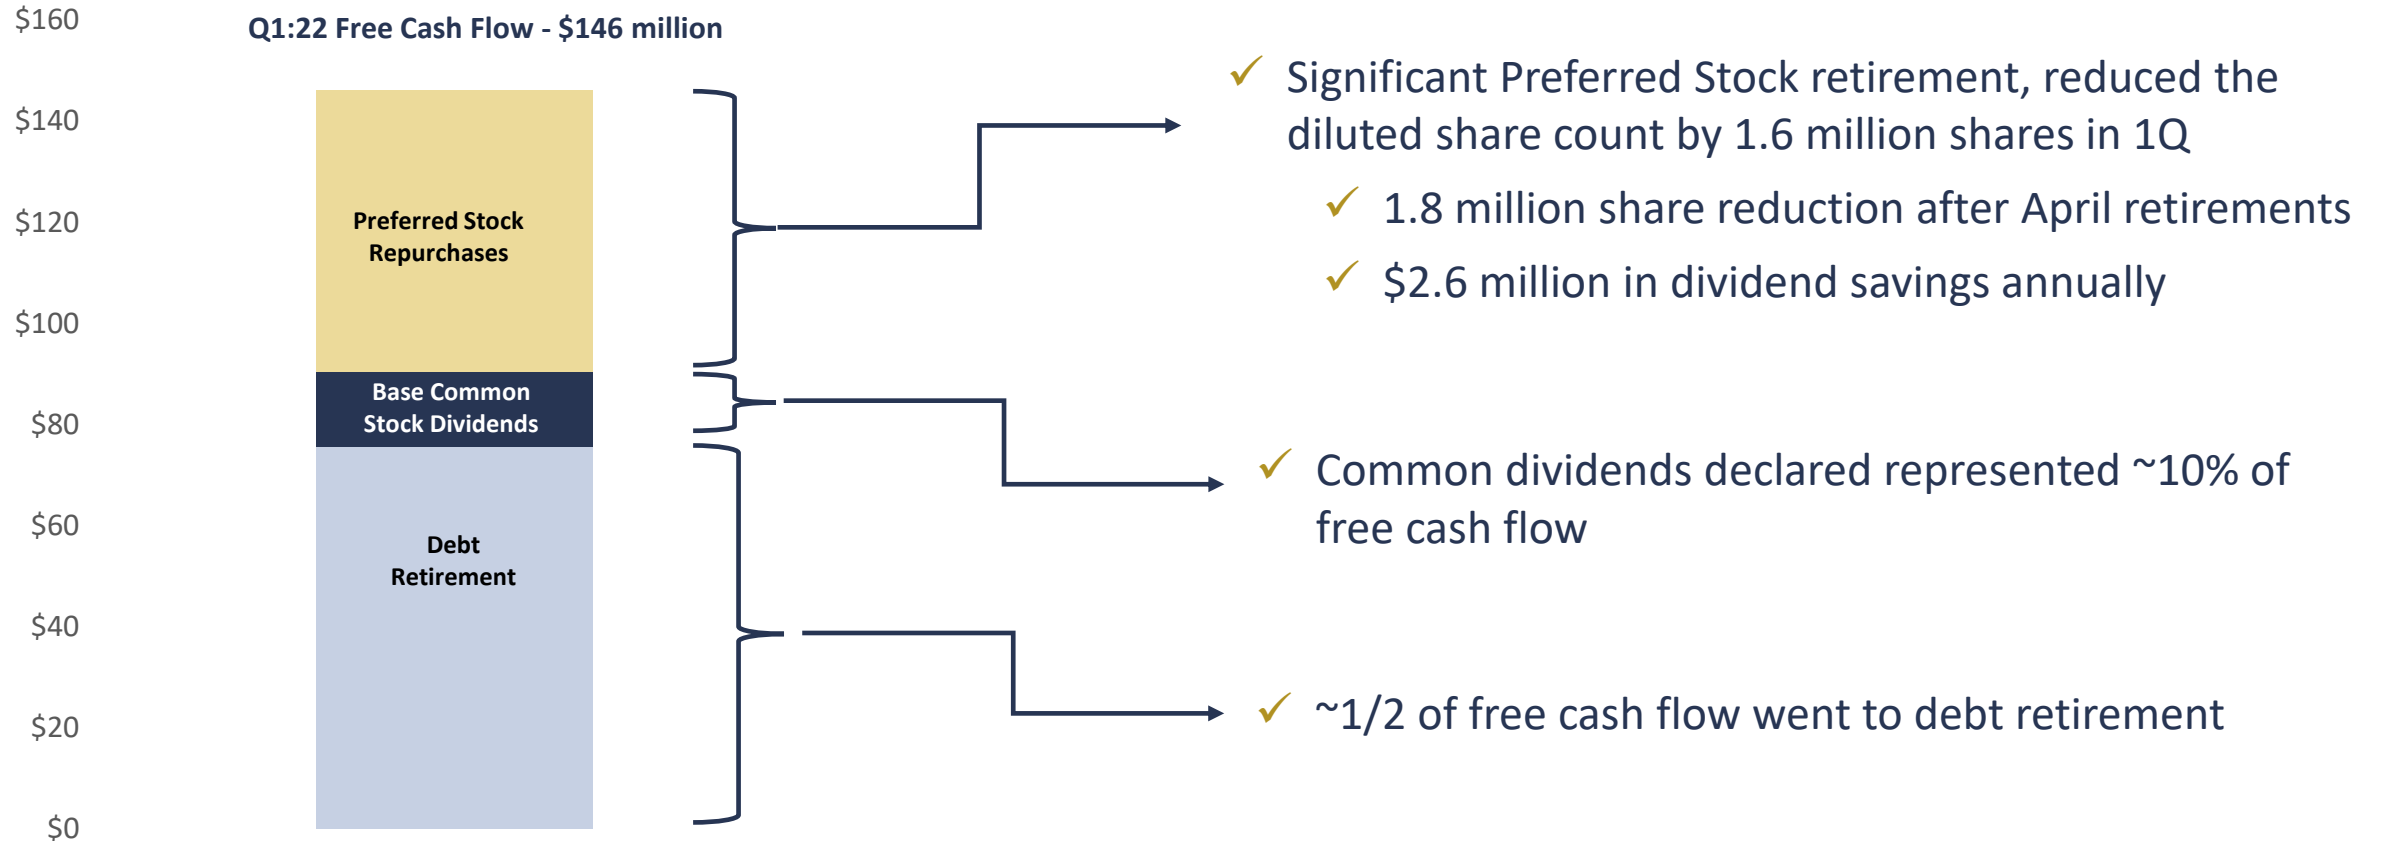 Q1:22 Free Cash Flow - $146 million
$160
$140
$120
$100
$80
$60
$40
$20
$0
Preferred Stock
Repurchases
Base Common
Stock Dividends
Debt
Retirement
✓ Significant Preferred Stock retirement, reduced the
diluted share count by 1.6 million shares in 1Q
✓ 1.8 million share reduction after April retirements
✓ $2.6 million in dividend savings annually
✓ Common dividends declared represented ~10% of
free cash flow
✓ ~1/2 of free cash flow went to debt retirement